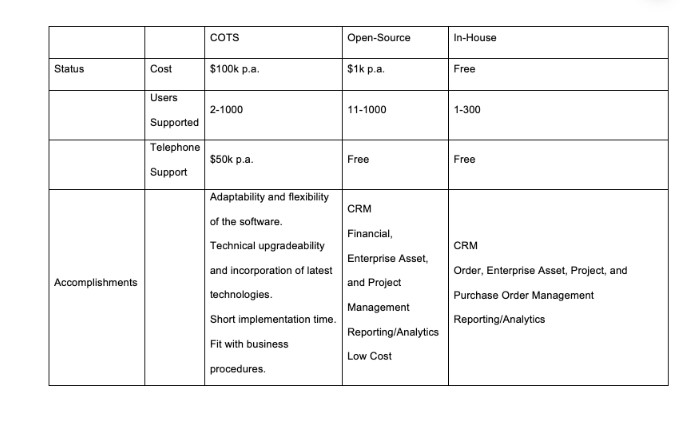 COTS Open-Source In-House
Status Cost $100k p.a. $1k p.a. Free
Users
Supported
2-1000 11-1000 1-300
Telephone
Support
$50k p.a. Free Free
Accomplishments
Adaptability and flexibility
of the software.
Technical upgradeability
and incorporation of latest
technologies.
Short implementation time.
Fit with business
procedures.
CRM
Financial,
Enterprise Asset,
and Project
Management
Reporting/Analytics
Low Cost
CRM
Order, Enterprise Asset, Project, and
Purchase Order Management
Reporting/Analytics